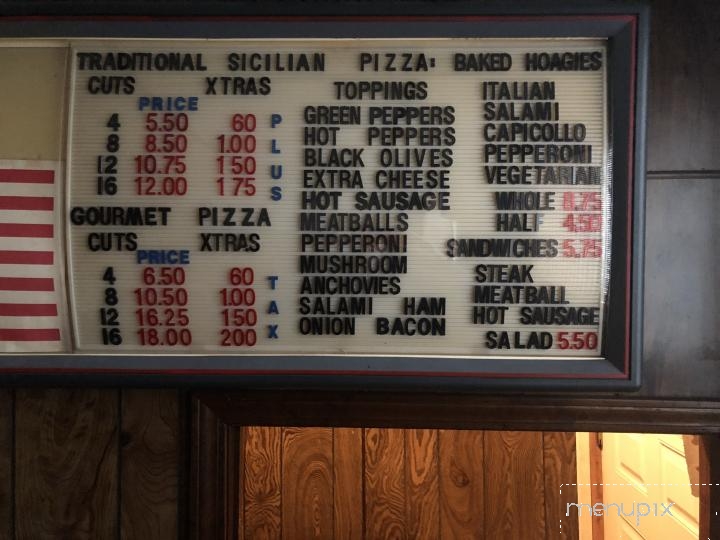 TRADITIONAL SICILIAN PIZZA: BAKED HOAGIES
CUTS XTRAS
PRICE
4 5.50 60
8 8.50 1.00
12 10.75 1 50
16 12.00 1 75
PLUS
GOURMET PIZZA
CUTS XTRAS
PRICE
4 6.50 60
8 10.50 1.00
12 16.25 150
16 18.00 200
TAX
TOPPINGS
GREEN PEPPERS
HOT PEPPERS
BLACK OLIVES
EXTRA CHEESE
HOT SAUSAGE
MEATBALLS
PEPPERONI
MUSHROOM
ANCHOVIES
SALAMI HAM
ONION BACON
ITALIAN
SALAMI
CAPICOLLO
PEPPERONI
VEGETARIAN
WHOLE 8.75
HALF 4.50
SANDWICHES 5.75
STEAK
MEATBALL
HOT SAUSAGE
SALAD 5.50
menupix